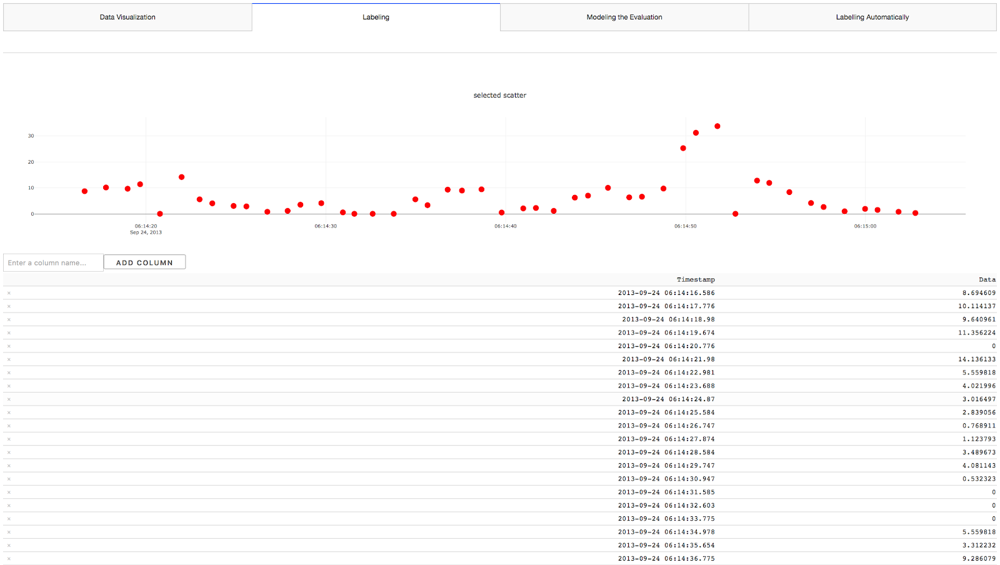 Data Visualization Labeling Modeling the Evaluation Labelling Automatically
selected scatter
30
20
10
0
06:14:20 06:14:30 06:14:40 06:14:50 06:15:00
Sep 24, 2013
Enter a column name... ADD COLUMN
Timestamp Data
× 2013-09-24 06:14:16.586 8.694609
× 2013-09-24 06:14:17.776 10.114137
× 2013-09-24 06:14:18.98 9.640961
× 2013-09-24 06:14:19.674 11.356224
× 2013-09-24 06:14:20.776 0
× 2013-09-24 06:14:21.98 14.136133
× 2013-09-24 06:14:22.981 5.559818
× 2013-09-24 06:14:23.688 4.021996
× 2013-09-24 06:14:24.87 3.016497
× 2013-09-24 06:14:25.584 2.839056
× 2013-09-24 06:14:26.747 0.768911
× 2013-09-24 06:14:27.874 1.123793
× 2013-09-24 06:14:28.584 3.489673
× 2013-09-24 06:14:29.747 4.081143
× 2013-09-24 06:14:30.947 0.532323
× 2013-09-24 06:14:31.585 0
× 2013-09-24 06:14:32.603 0
× 2013-09-24 06:14:33.775 0
× 2013-09-24 06:14:34.978 5.559818
× 2013-09-24 06:14:35.654 3.312232
× 2013-09-24 06:14:36.775 9.286079